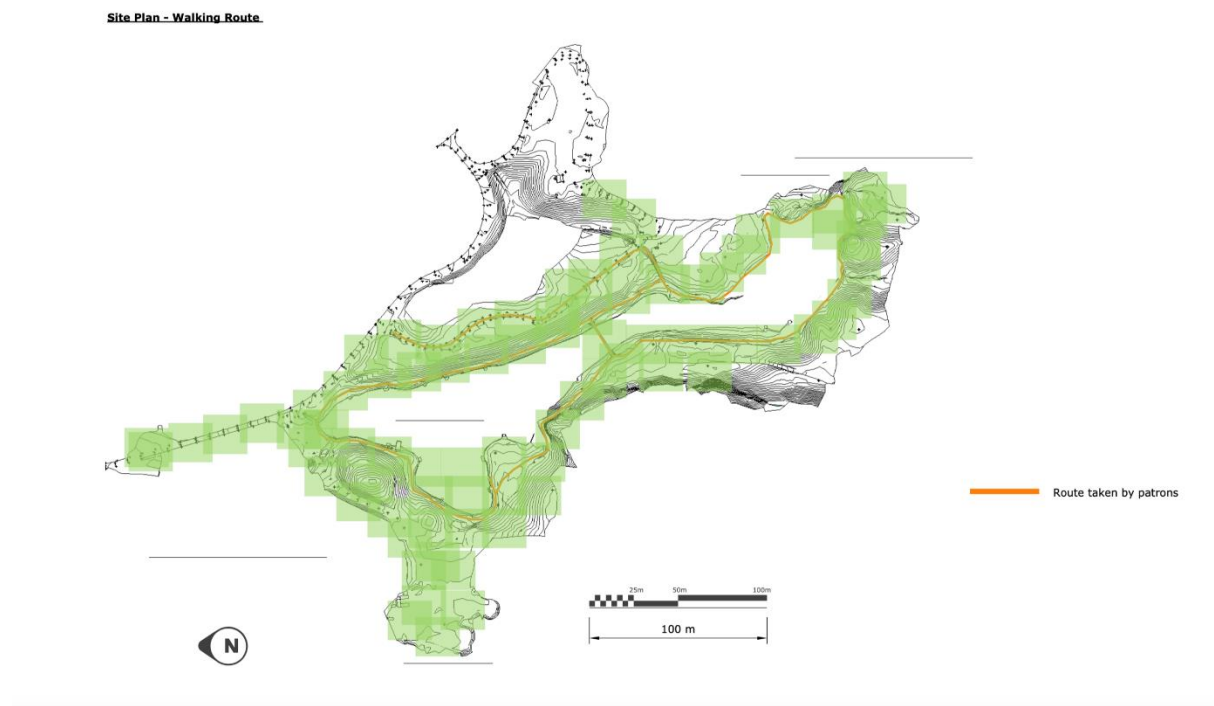 Site Plan - Walking Route
Route taken by patrons
25m 50m 100m
100 m
N